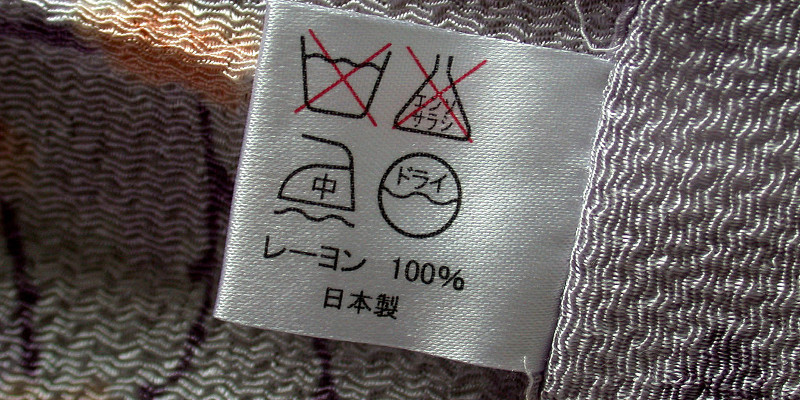 エンソ
サラシ
中
ドライ
レーヨン 100%
日本製